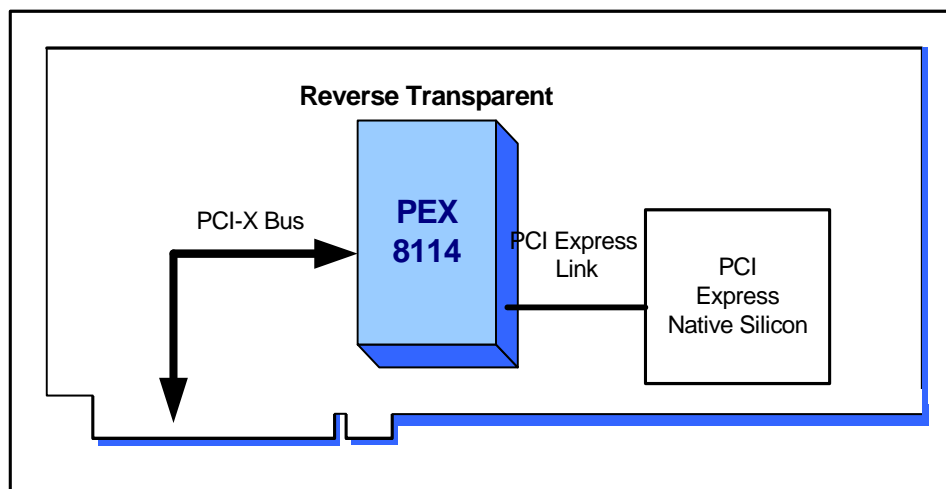 Reverse Transparent
PEX
8114
PCI-X Bus
PCI Express
Link
PCI
Express
Native Silicon